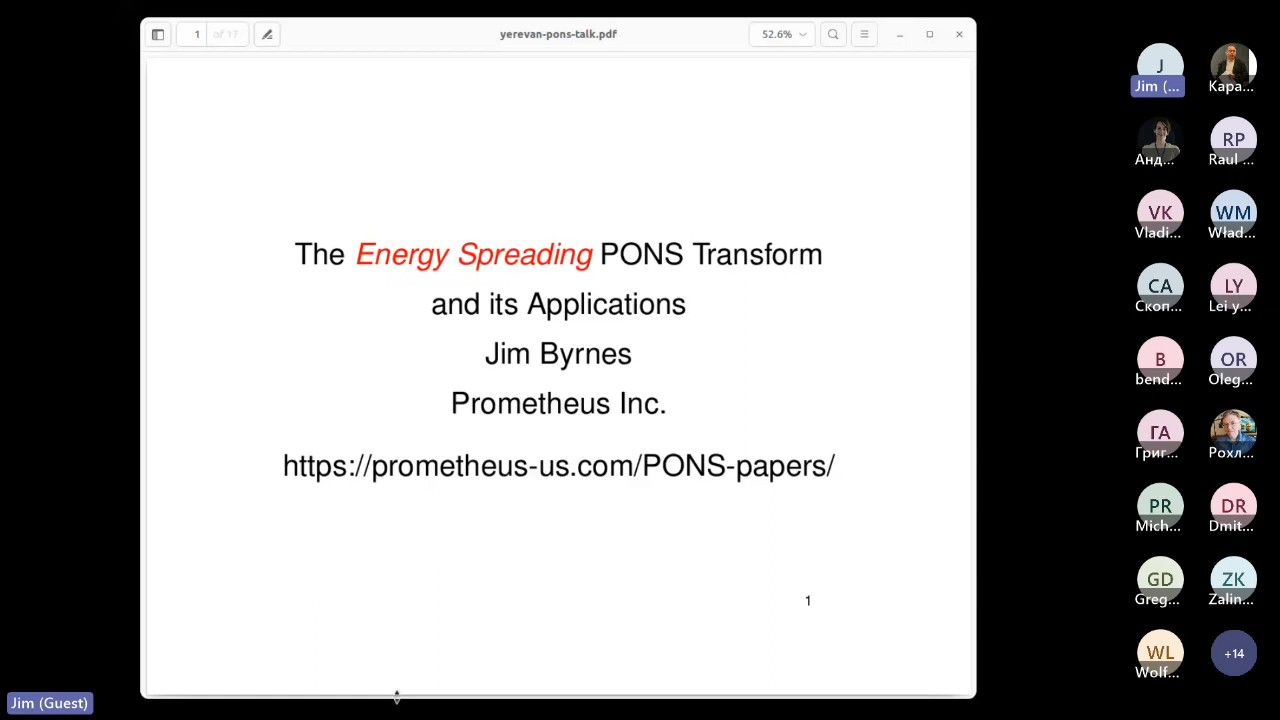 1 of 17
yerevan-pons-talk.pdf
52.6%
The Energy Spreading PONS Transform
and its Applications
Jim Byrnes
Prometheus Inc.
https://prometheus-us.com/PONS-papers/
1
J
Jim (...
Кара...
Анд...
RP
Raul ...
VK
Vladi...
WM
Wład...
CA
Скоп...
LY
Lei y...
B
bend...
OR
Oleg...
ГА
Григ...
Рохл...
PR
Mich...
DR
Dmit...
GD
Greg...
ZK
Zalin...
WL
Wolf...
+14
Jim (Guest)